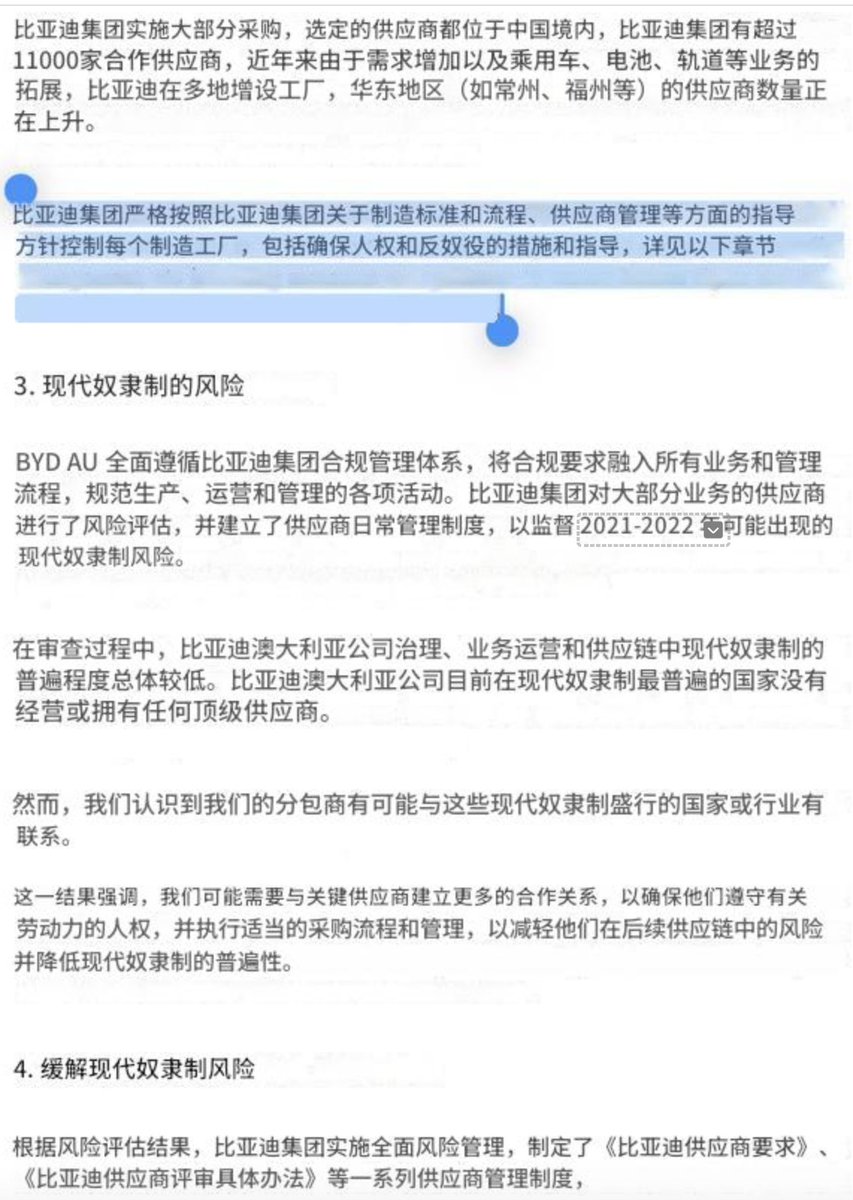 比亚迪集团实施大部分采购，选定的供应商都位于中国境内，比亚迪集团有超过
11000家合作供应商，近年来由于需求增加以及乘用车、电池、轨道等业务的
拓展，比亚迪在多地增设工厂，华东地区（如常州、福州等）的供应商数量正
在上升。
比亚迪集团严格按照比亚迪集团关于制造标准和流程、供应商管理等方面的指导
方针控制每个制造工厂，包括确保人权和反奴役的措施和指导，详见以下章节
3. 现代奴隶制的风险
BYD AU 全面遵循比亚迪集团合规管理体系，将合规要求融入所有业务和管理
流程，规范生产、运营和管理的各项活动。比亚迪集团对大部分业务的供应商
进行了风险评估，并建立了供应商日常管理制度，以监督 2021-2022 年可能出现的
现代奴隶制风险。
在审查过程中，比亚迪澳大利亚公司治理、业务运营和供应链中现代奴隶制的
普遍程度总体较低。比亚迪澳大利亚公司目前在现代奴隶制最普遍的国家没有
经营或拥有任何顶级供应商。
然而，我们认识到我们的分包商有可能与这些现代奴隶制盛行的国家或行业有
联系。
这一结果强调，我们可能需要与关键供应商建立更多的合作关系，以确保他们遵守有关
劳动力的人权，并执行适当的采购流程和管理，以减轻他们在后续供应链中的风险
并降低现代奴隶制的普遍性。
4. 缓解现代奴隶制风险
根据风险评估结果，比亚迪集团实施全面风险管理，制定了《比亚迪供应商要求》、
《比亚迪供应商评审具体办法》等一系列供应商管理制度，